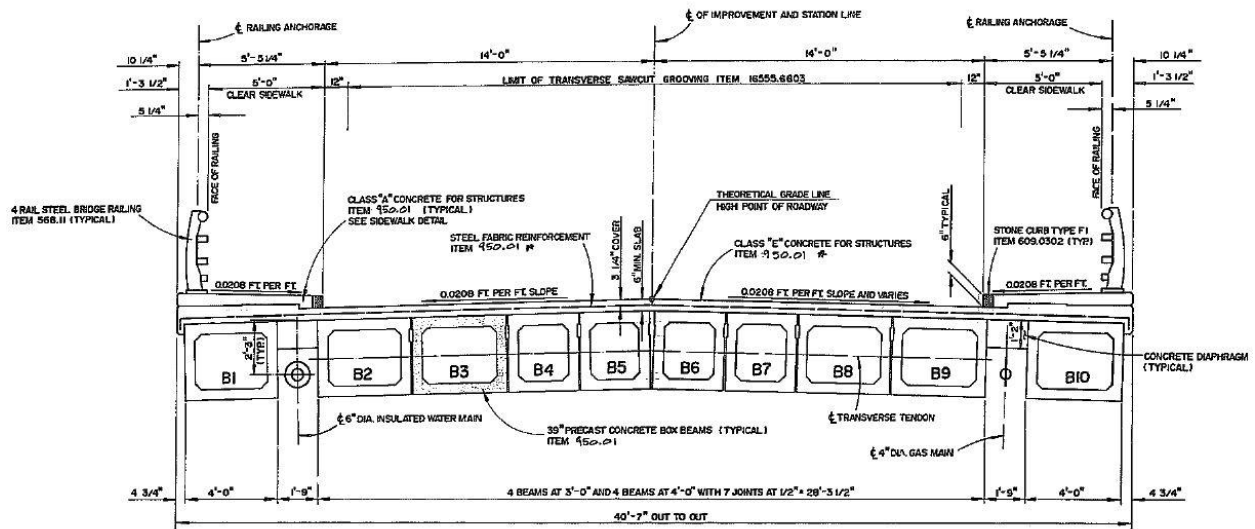 ℄ RAILING ANCHORAGE
℄ OF IMPROVEMENT AND STATION LINE
℄ RAILING ANCHORAGE
10 1/4"
5'-5 1/4"
14'-0"
14'-0"
5'-5 1/4"
10 1/4"
1'-3 1/2"
5'-0"
CLEAR SIDEWALK
12"
LIMIT OF TRANSVERSE SAWCUT GROOVING ITEM 16555.6603
12"
5'-0"
CLEAR SIDEWALK
1'-3 1/2"
5 1/4"
5 1/4"
FACE OF RAILING
FACE OF RAILING
4 RAIL STEEL BRIDGE RAILING
ITEM 568.11 (TYPICAL)
CLASS "A" CONCRETE FOR STRUCTURES
ITEM 950.01 (TYPICAL)
SEE SIDEWALK DETAIL
STEEL FABRIC REINFORCEMENT
ITEM 950.01 *
3 1/4" COVER
6" MIN. SLAB
THEORETICAL GRADE LINE
HIGH POINT OF ROADWAY
CLASS "E" CONCRETE FOR STRUCTURES
ITEM 950.01 *
6" TYPICAL
STONE CURB TYPE F1
ITEM 609.0302 (TYP.)
0.0208 FT. PER FT.
0.0208 FT. PER FT. SLOPE
0.0208 FT. PER FT. SLOPE AND VARIES
0.0208 FT. PER FT.
2'-3"
(TYP.)
1'-2"
B1
B2
B3
B4
B5
B6
B7
B8
B9
B10
CONCRETE DIAPHRAGM
(TYPICAL)
℄ 6" DIA. INSULATED WATER MAIN
39" PRECAST CONCRETE BOX BEAMS (TYPICAL)
ITEM 950.01
℄ TRANSVERSE TENDON
℄ 4" DIA. GAS MAIN
4 3/4"
4'-0"
1'-9"
4 BEAMS AT 3'-0" AND 4 BEAMS AT 4'-0" WITH 7 JOINTS AT 1/2" = 28'-3 1/2"
1'-9"
4'-0"
4 3/4"
40'-7" OUT TO OUT